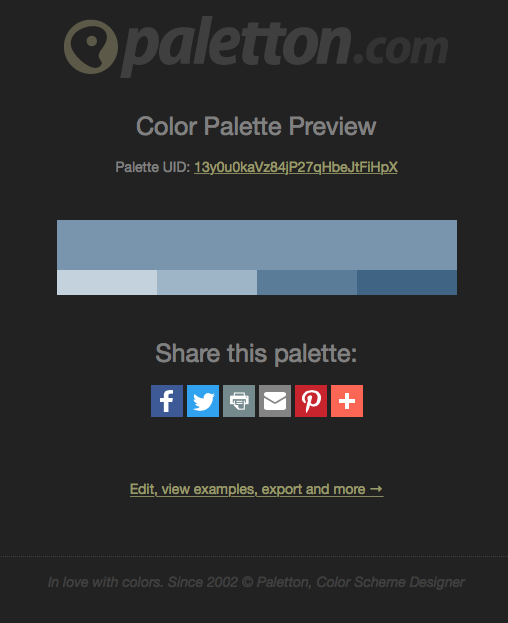 paletton.com
Color Palette Preview
Palette UID: 13y0u0kaVz84jP27qHbeJtFiHpX
Share this palette:
Edit, view examples, export and more →
In love with colors. Since 2002 © Paletton, Color Scheme Designer